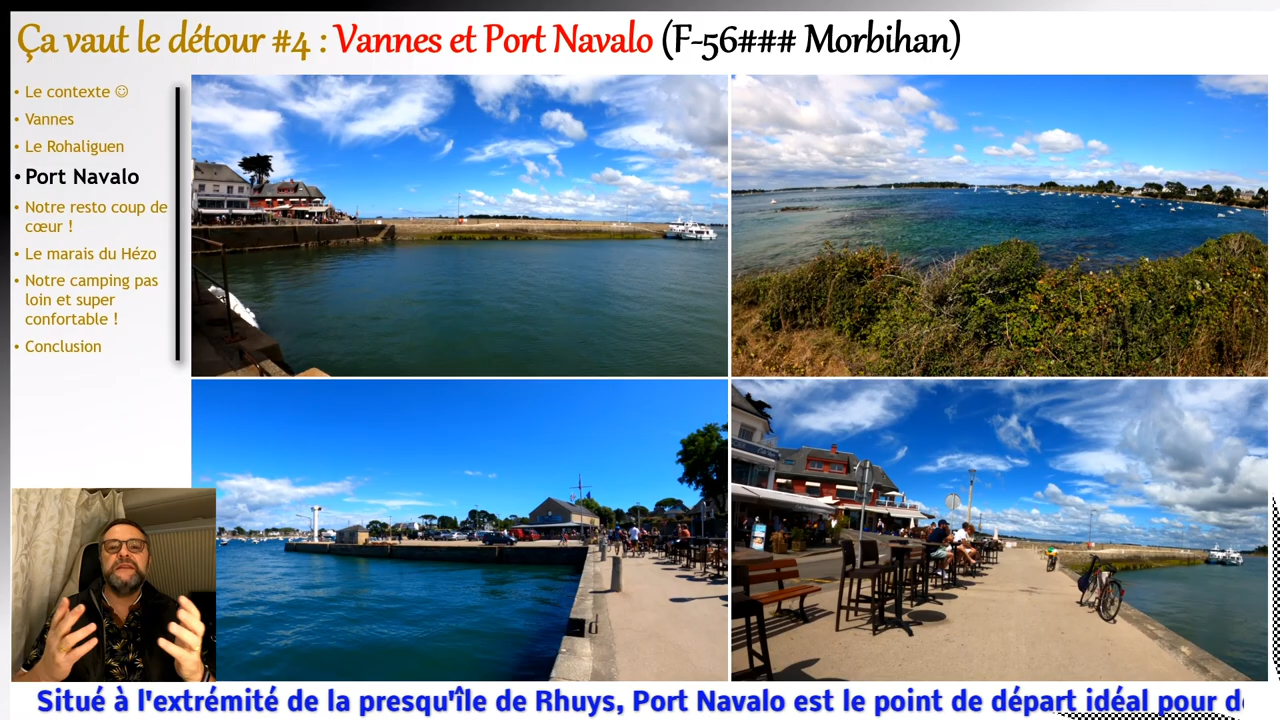 Ça vaut le détour #4 : Vannes et Port Navalo (F-56### Morbihan)
• Le contexte ☺
• Vannes
• Le Rohaliguen
• Port Navalo
• Notre resto coup de
cœur !
• Le marais du Hézo
• Notre camping pas
loin et super
confortable !
• Conclusion
Situé à l'extrémité de la presqu'île de Rhuys, Port Navalo est le point de départ idéal pour